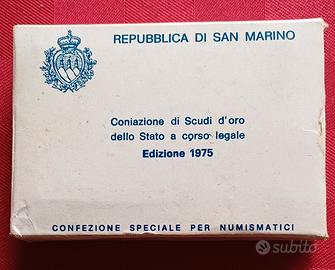 REPUBBLICA DI SAN MARINO
Coniazione di Scudi d'oro
dello Stato a corso legale
Edizione 1975
CONFEZIONE SPECIALE PER NUMISMATICI
subito